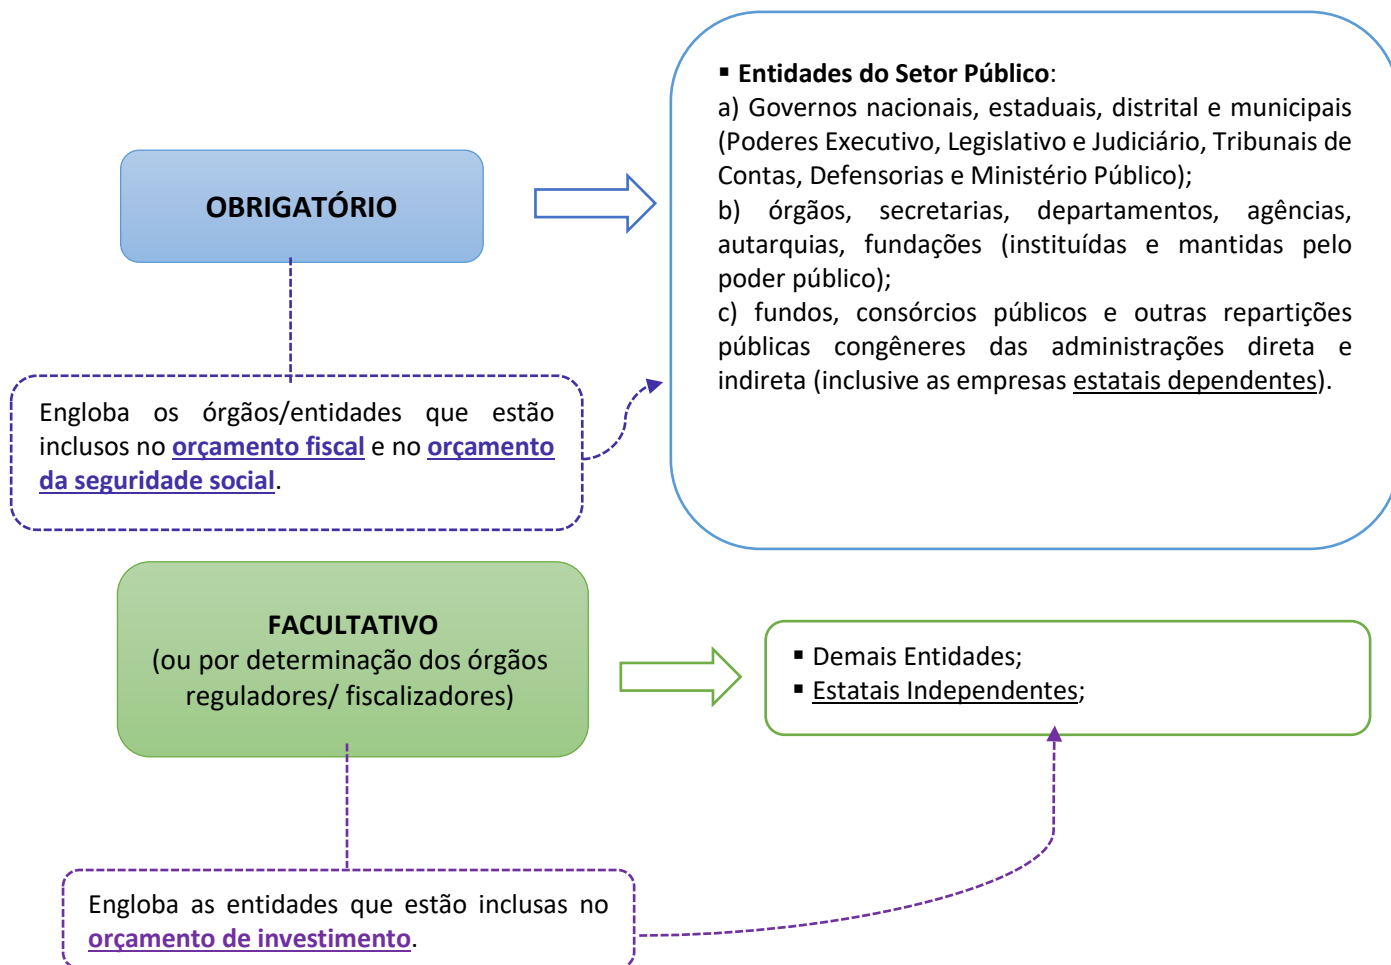 ▪ Entidades do Setor Público:
a) Governos nacionais, estaduais, distrital e municipais
(Poderes Executivo, Legislativo e Judiciário, Tribunais de
Contas, Defensorias e Ministério Público);
b) órgãos, secretarias, departamentos, agências,
autarquias, fundações (instituídas e mantidas pelo
poder público);
c) fundos, consórcios públicos e outras repartições
públicas congêneres das administrações direta e
indireta (inclusive as empresas estatais dependentes).
OBRIGATÓRIO
Engloba os órgãos/entidades que estão
inclusos no orçamento fiscal e no orçamento
da seguridade social.
FACULTATIVO
(ou por determinação dos órgãos
reguladores/ fiscalizadores)
▪ Demais Entidades;
▪ Estatais Independentes;
Engloba as entidades que estão inclusas no
orçamento de investimento.